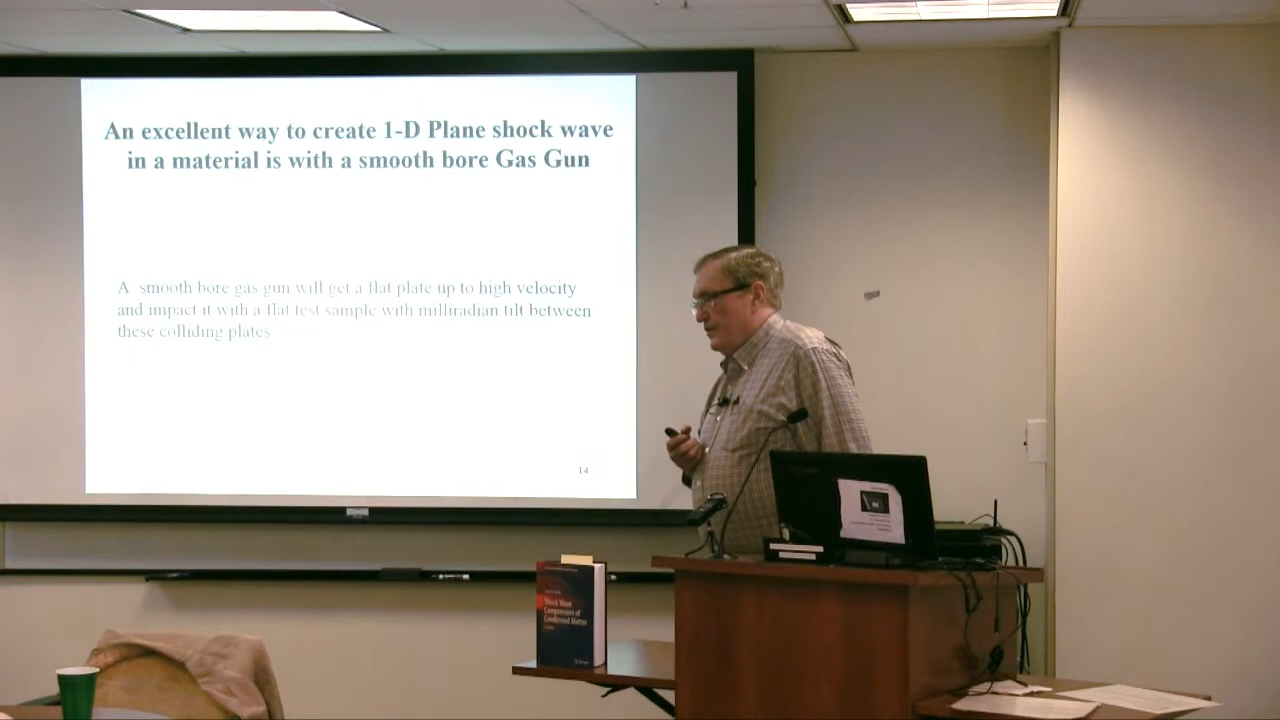 An excellent way to create 1-D Plane shock wave
in a material is with a smooth bore Gas Gun
A smooth bore gas gun will get a flat plate up to high velocity
and impact it with a flat test sample with milliradian tilt between
these colliding plates
14
Shock Wave
Compression of
Condensed Matter
Springer